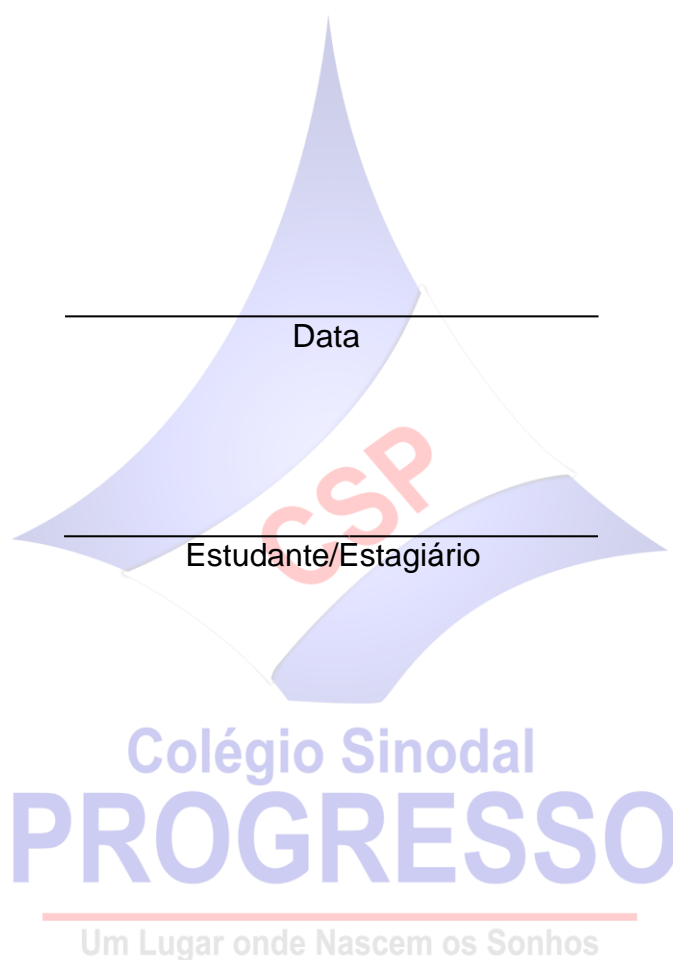 Data
CSP
Estudante/Estagiário
Colégio Sinodal
PROGRESSO
Um Lugar onde Nascem os Sonhos